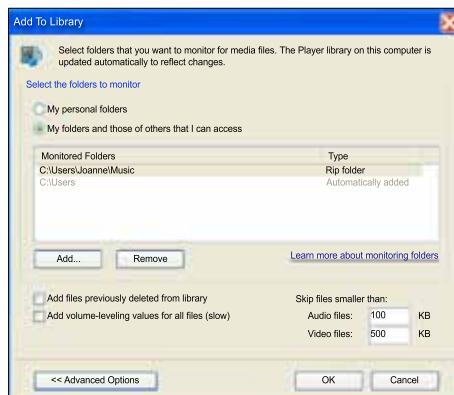 Add To Library
Select folders that you want to monitor for media files. The Player library on this computer is
updated automatically to reflect changes.
Select the folders to monitor
My personal folders
My folders and those of others that I can access
Monitored Folders Type
C:\Users\Joanne\Music Rip folder
C:\Users Automatically added
Add... Remove Learn more about monitoring folders
Add files previously deleted from library
Add volume-leveling values for all files (slow)
Skip files smaller than:
Audio files: 100 KB
Video files: 500 KB
<< Advanced Options OK Cancel